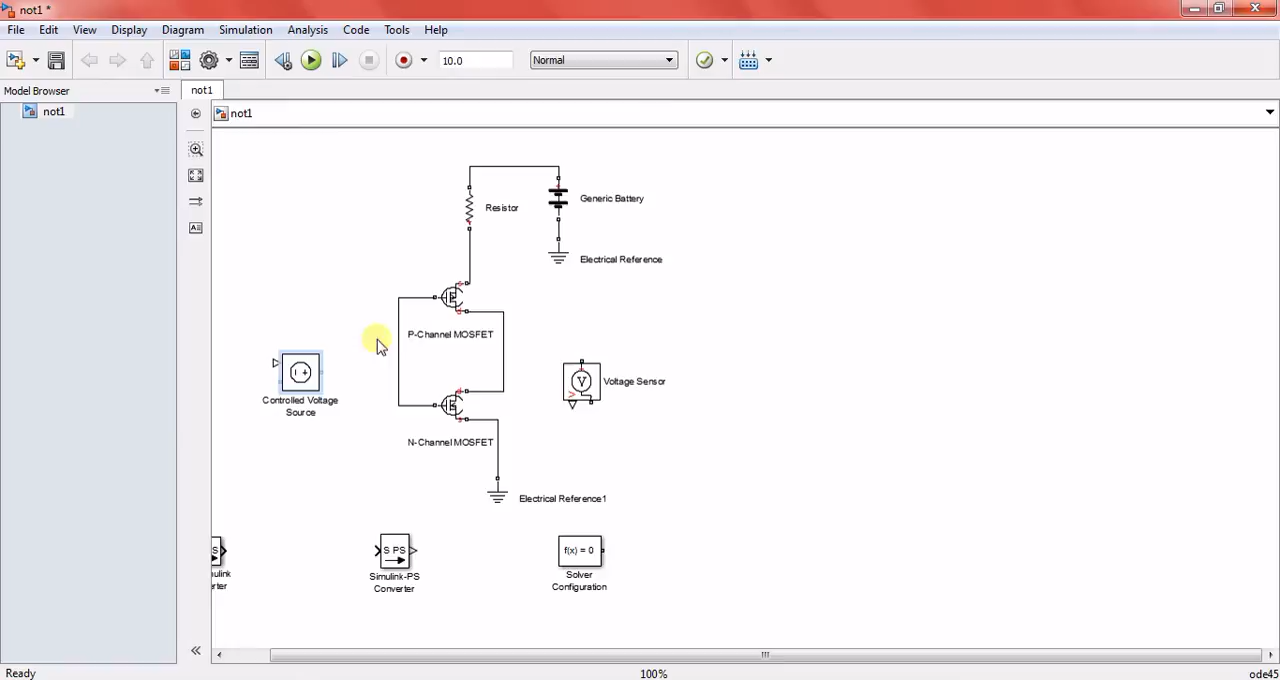 not1 *
File Edit View Display Diagram Simulation Analysis Code Tools Help
10.0
Normal
Model Browser
not1
not1
not1
Resistor
Generic Battery
Electrical Reference
P-Channel MOSFET
Controlled Voltage
Source
V
Voltage Sensor
N-Channel MOSFET
Electrical Reference1
S
ulink
rter
S PS
Simulink-PS
Converter
f(x) = 0
Solver
Configuration
Ready
100%
ode45